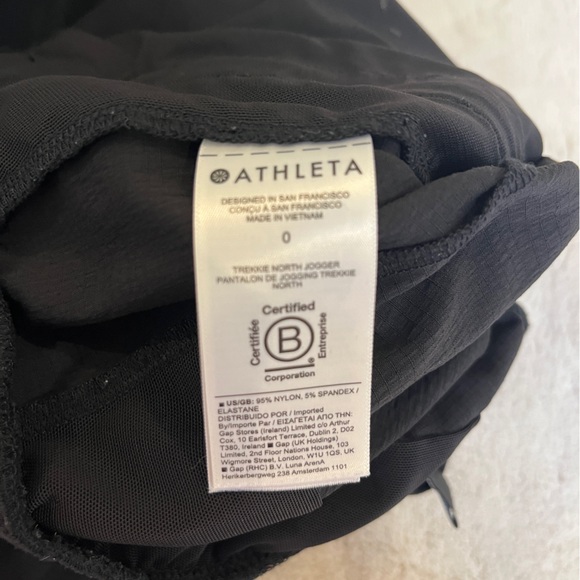 ATHLETA
DESIGNED IN SAN FRANCISCO
CONÇU À SAN FRANCISCO
MADE IN VIETNAM
0
TREKKIE NORTH JOGGER
PANTALON DE JOGGING TREKKIE
NORTH
Certified
Certifiée
B
Entreprise
®
Corporation
US/GB: 95% NYLON, 5% SPANDEX /
ELASTANE
DISTRIBUIDO POR / Imported
By/Importe Par / ΕΙΣΑΓΕΤΑΙ ΑΠΟ ΤΗΝ:
Gap Stores (Ireland) Limited c/o Arthur
Cox, 10 Earlsfort Terrace, Dublin 2, D02
T380, Ireland Gap (UK Holdings)
Limited, 2nd Floor Nations House, 103
Wigmore Street, London, W1U 1QS. UK
Gap (RHC) B.V. Luna ArenA
Herikerbergweg 238 Amsterdam 1101